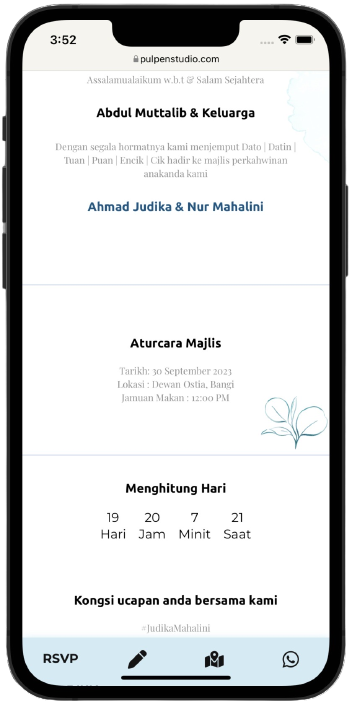 3:52
pulpenstudio.com
Assalamualaikum w.b.t & Salam Sejahtera
Abdul Muttalib & Keluarga
Dengan segala hormatnya kami menjemput Dato | Datin |
Tuan | Puan | Encik | Cik hadir ke majlis perkahwinan
anakanda kami
Ahmad Judika & Nur Mahalini
Aturcara Majlis
Tarikh: 30 September 2023
Lokasi : Dewan Ostia, Bangi
Jamuan Makan : 12:00 PM
Menghitung Hari
19 20 7 21
Hari Jam Minit Saat
Kongsi ucapan anda bersama kami
#JudikaMahalini
RSVP